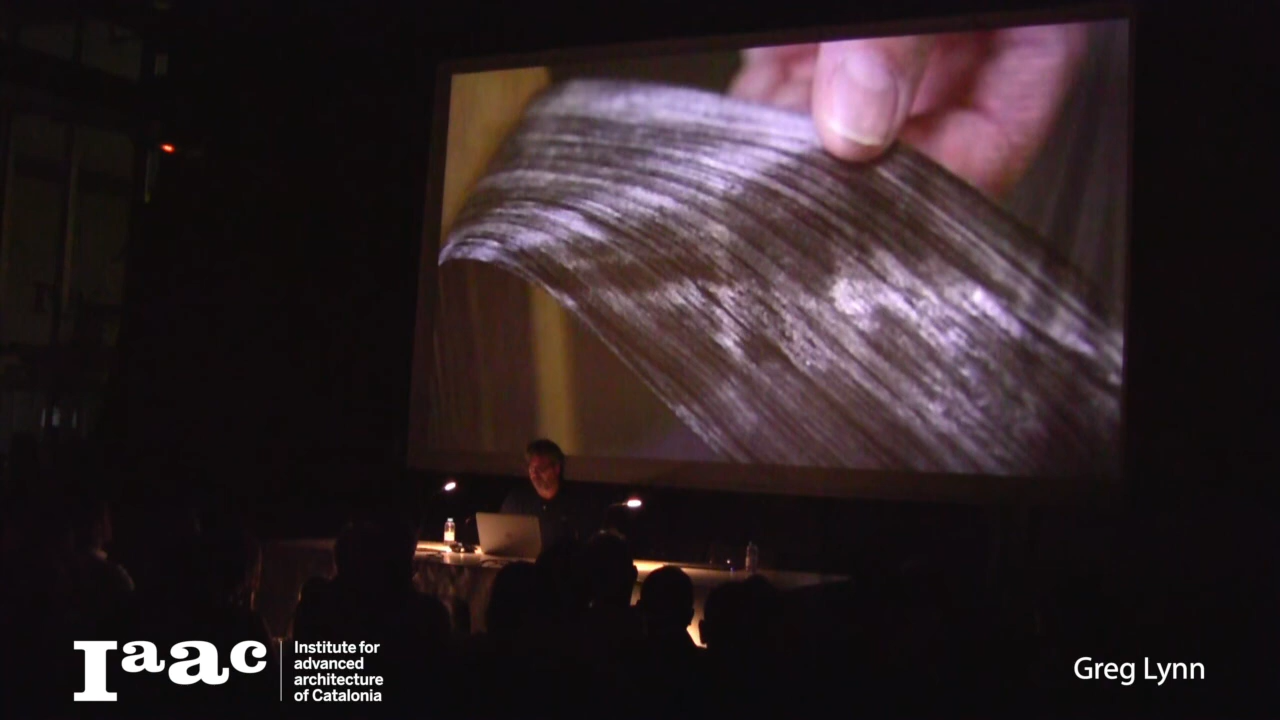 Iaac
Institute for
advanced
architecture
of Catalonia
Greg Lynn